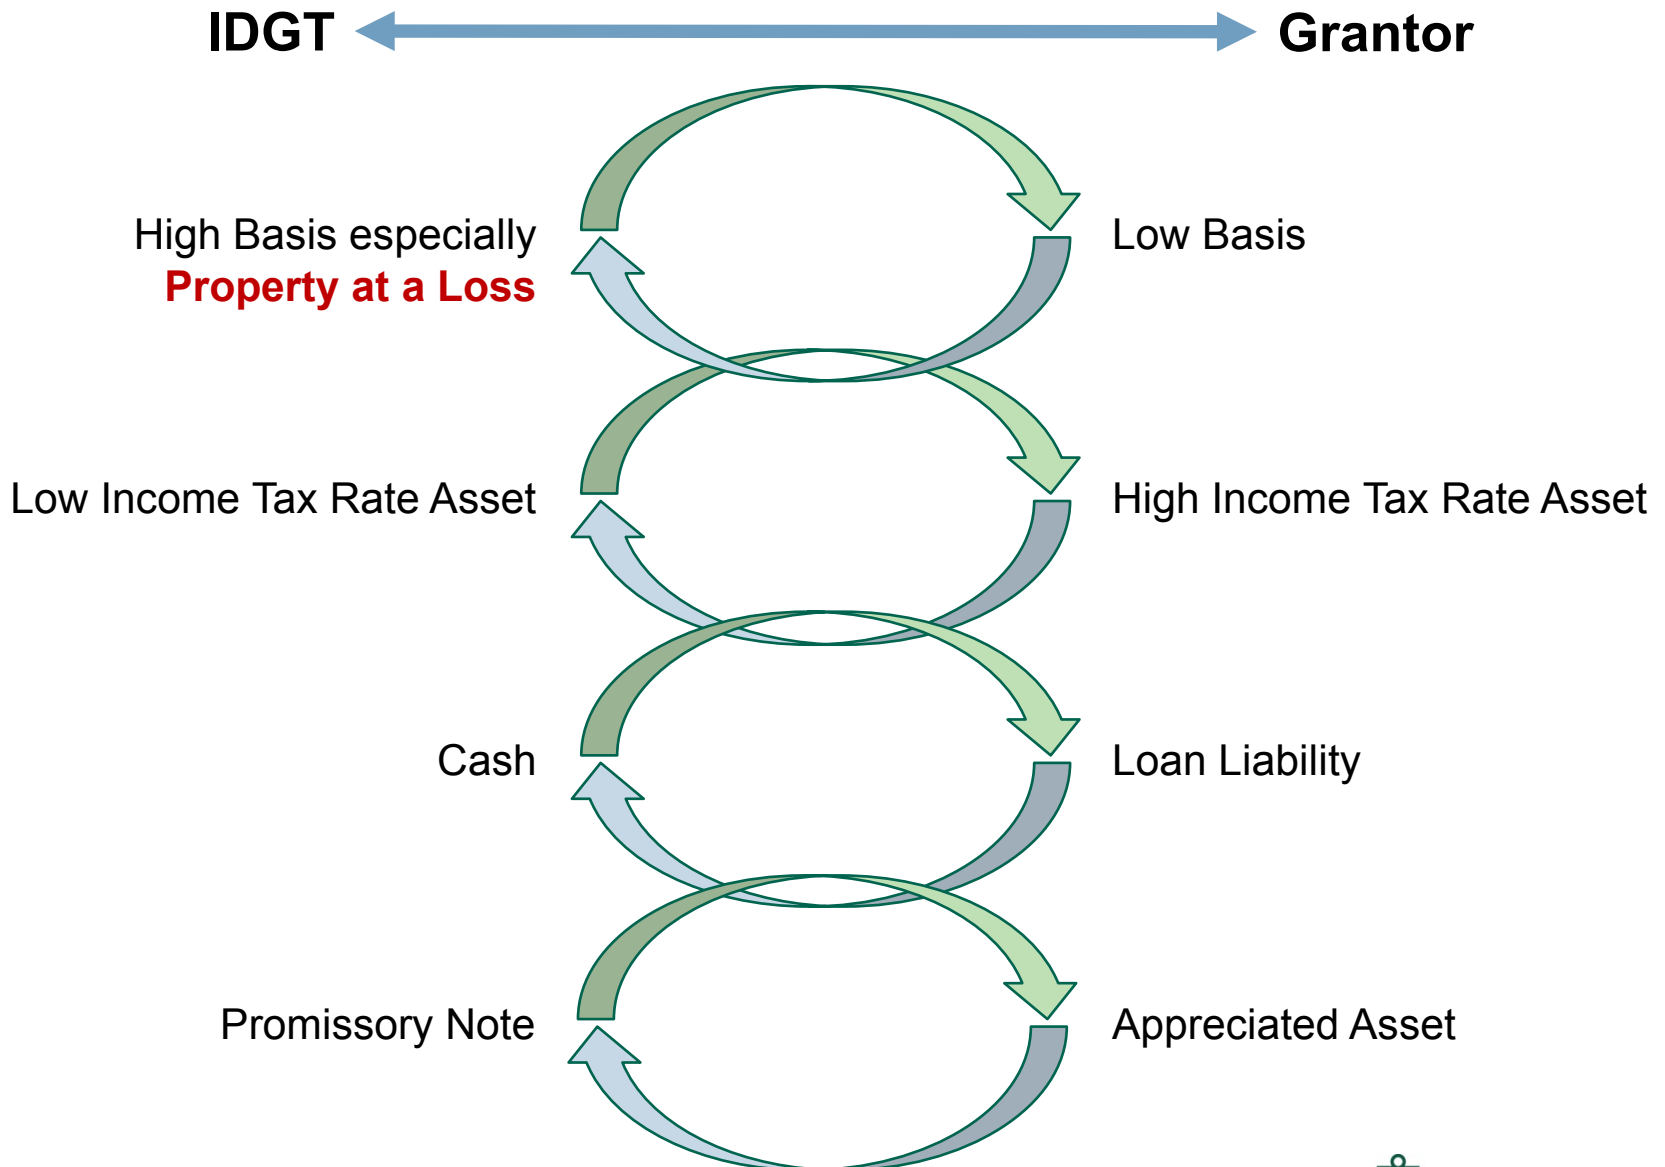 IDGT
Grantor
High Basis especially
Property at a Loss
Low Basis
Low Income Tax Rate Asset
High Income Tax Rate Asset
Cash
Loan Liability
Promissory Note
Appreciated Asset